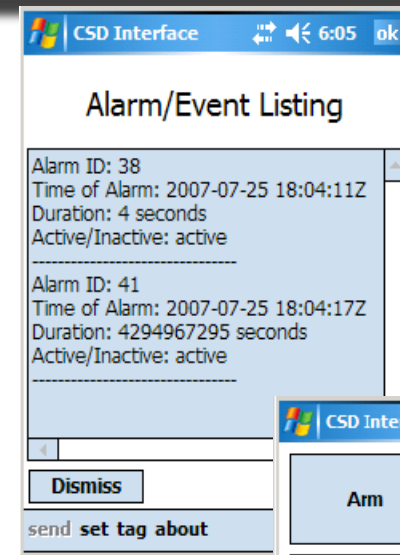 CSD Interface 6:05 ok
Alarm/Event Listing
Alarm ID: 38
Time of Alarm: 2007-07-25 18:04:11Z
Duration: 4 seconds
Active/Inactive: active
--------------------------------
Alarm ID: 41
Time of Alarm: 2007-07-25 18:04:17Z
Duration: 4294967295 seconds
Active/Inactive: active
--------------------------------
CSD Inte
Dismiss
Arm
send set tag about